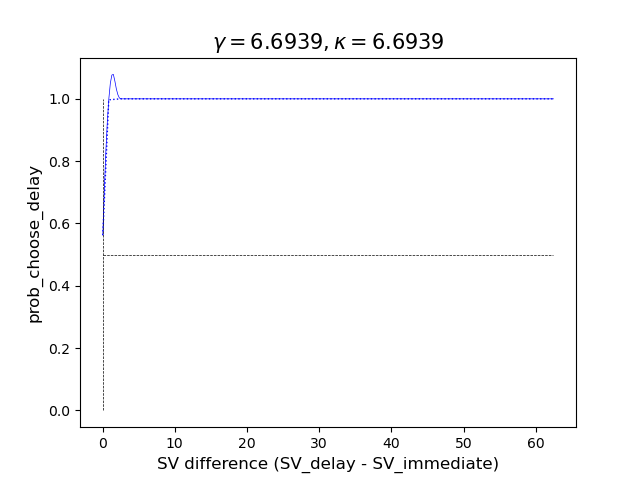 γ = 6.6939, κ = 6.6939
prob_choose_delay
1.0
0.8
0.6
0.4
0.2
0.0
0 10 20 30 40 50 60
SV difference (SV_delay - SV_immediate)